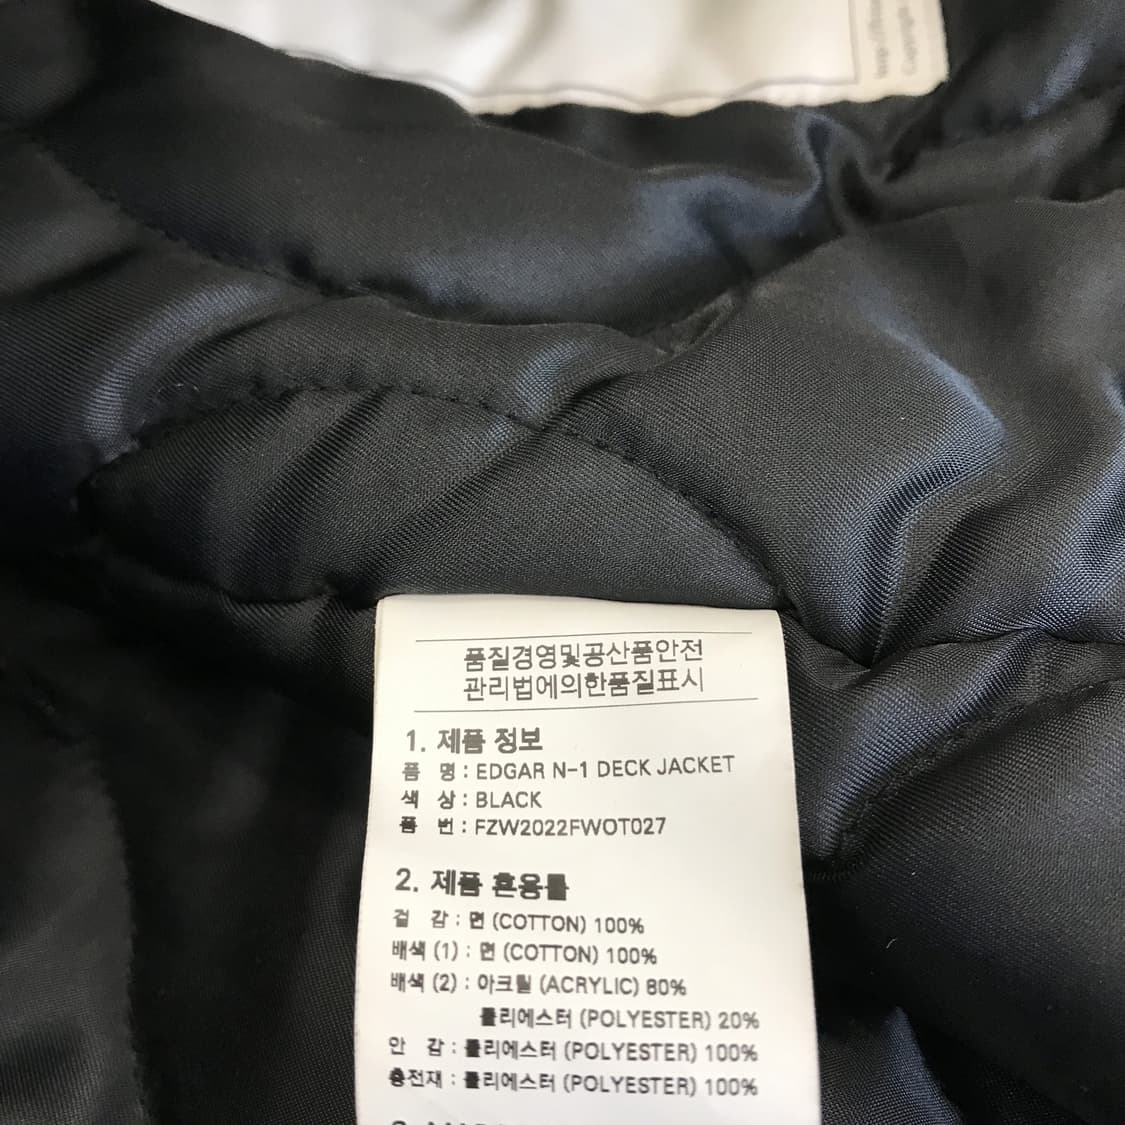 Copyright
품질경영및공산품안전
관리법에의한품질표시
1. 제품 정보
품 명 : EDGAR N-1 DECK JACKET
색 상 : BLACK
품 번 : FZW2022FWOT027
2. 제품 혼용률
겉 감 : 면 (COTTON) 100%
배색 (1) : 면 (COTTON) 100%
배색 (2) : 아크릴 (ACRYLIC) 80%
폴리에스터 (POLYESTER) 20%
안 감 : 폴리에스터 (POLYESTER) 100%
충전재 : 폴리에스터 (POLYESTER) 100%